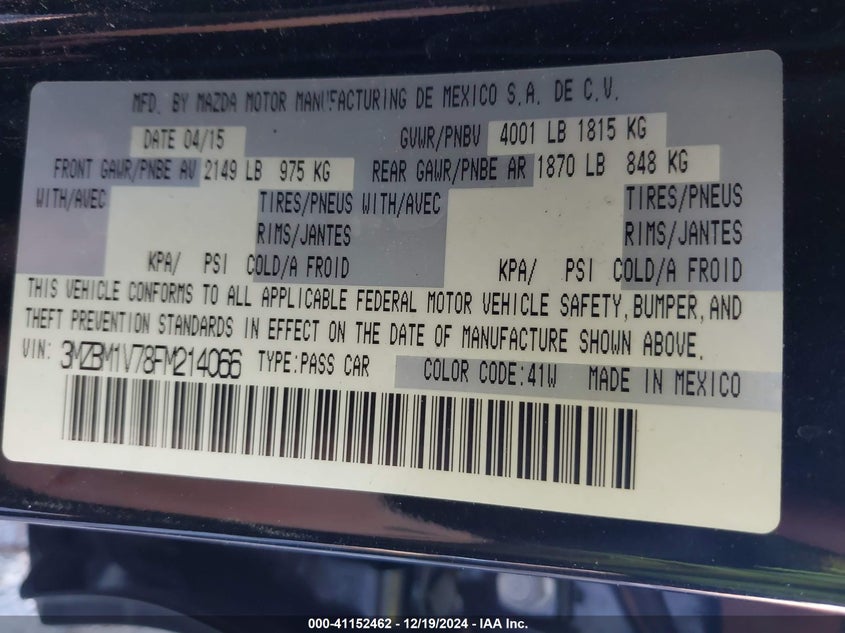 MFD. BY MAZDA MOTOR MANUFACTURING DE MEXICO S.A. DE C.V.
DATE 04/15 GVWR/PNBV 4001 LB 1815 KG
FRONT GAWR/PNBE AV 2149 LB 975 KG REAR GAWR/PNBE AR 1870 LB 848 KG
WITH/AVEC TIRES/PNEUS WITH/AVEC TIRES/PNEUS
RIMS/JANTES RIMS/JANTES
KPA/ PSI COLD/A FROID KPA/ PSI COLD/A FROID
THIS VEHICLE CONFORMS TO ALL APPLICABLE FEDERAL MOTOR VEHICLE SAFETY, BUMPER, AND
THEFT PREVENTION STANDARDS IN EFFECT ON THE DATE OF MANUFACTURE SHOWN ABOVE.
VIN: 3MZBM1V78FM214066 TYPE:PASS CAR COLOR CODE:41W MADE IN MEXICO
000-41152462 • 12/19/2024 • IAA Inc.